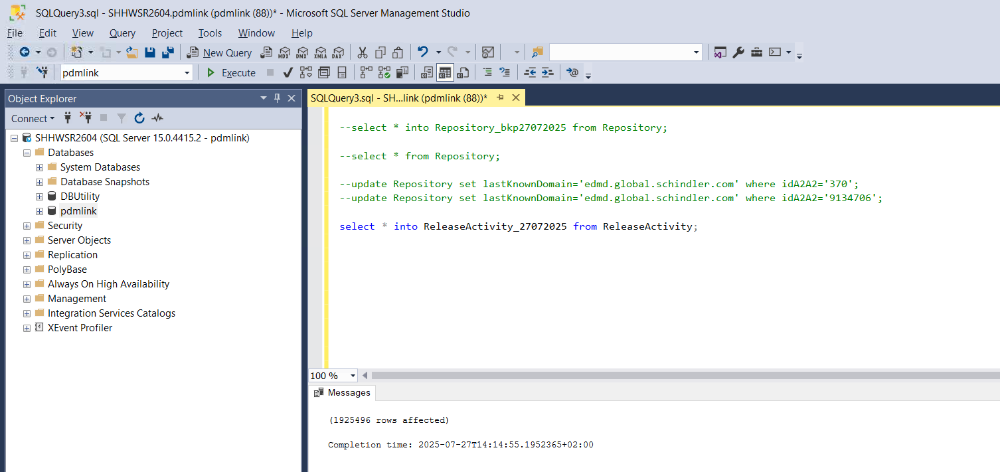 SQLQuery3.sql - SHHWSR2604.pdmlink (pdmlink (88))* - Microsoft SQL Server Management Studio
File Edit View Query Project Tools Window Help
New Query MDX DMX XMLA DAX
pdmlink Execute
Object Explorer
Connect
SHHWSR2604 (SQL Server 15.0.4415.2 - pdmlink)
Databases
System Databases
Database Snapshots
DBUtility
pdmlink
Security
Server Objects
Replication
PolyBase
Always On High Availability
Management
Integration Services Catalogs
XEvent Profiler
SQLQuery3.sql - SH...link (pdmlink (88))*
--select * into Repository_bkp27072025 from Repository;
--select * from Repository;
--update Repository set lastKnownDomain='edmd.global.schindler.com' where idA2A2='370';
--update Repository set lastKnownDomain='edmd.global.schindler.com' where idA2A2='9134706';
select * into ReleaseActivity_27072025 from ReleaseActivity;
100 %
Messages
(1925496 rows affected)
Completion time: 2025-07-27T14:14:55.1952365+02:00